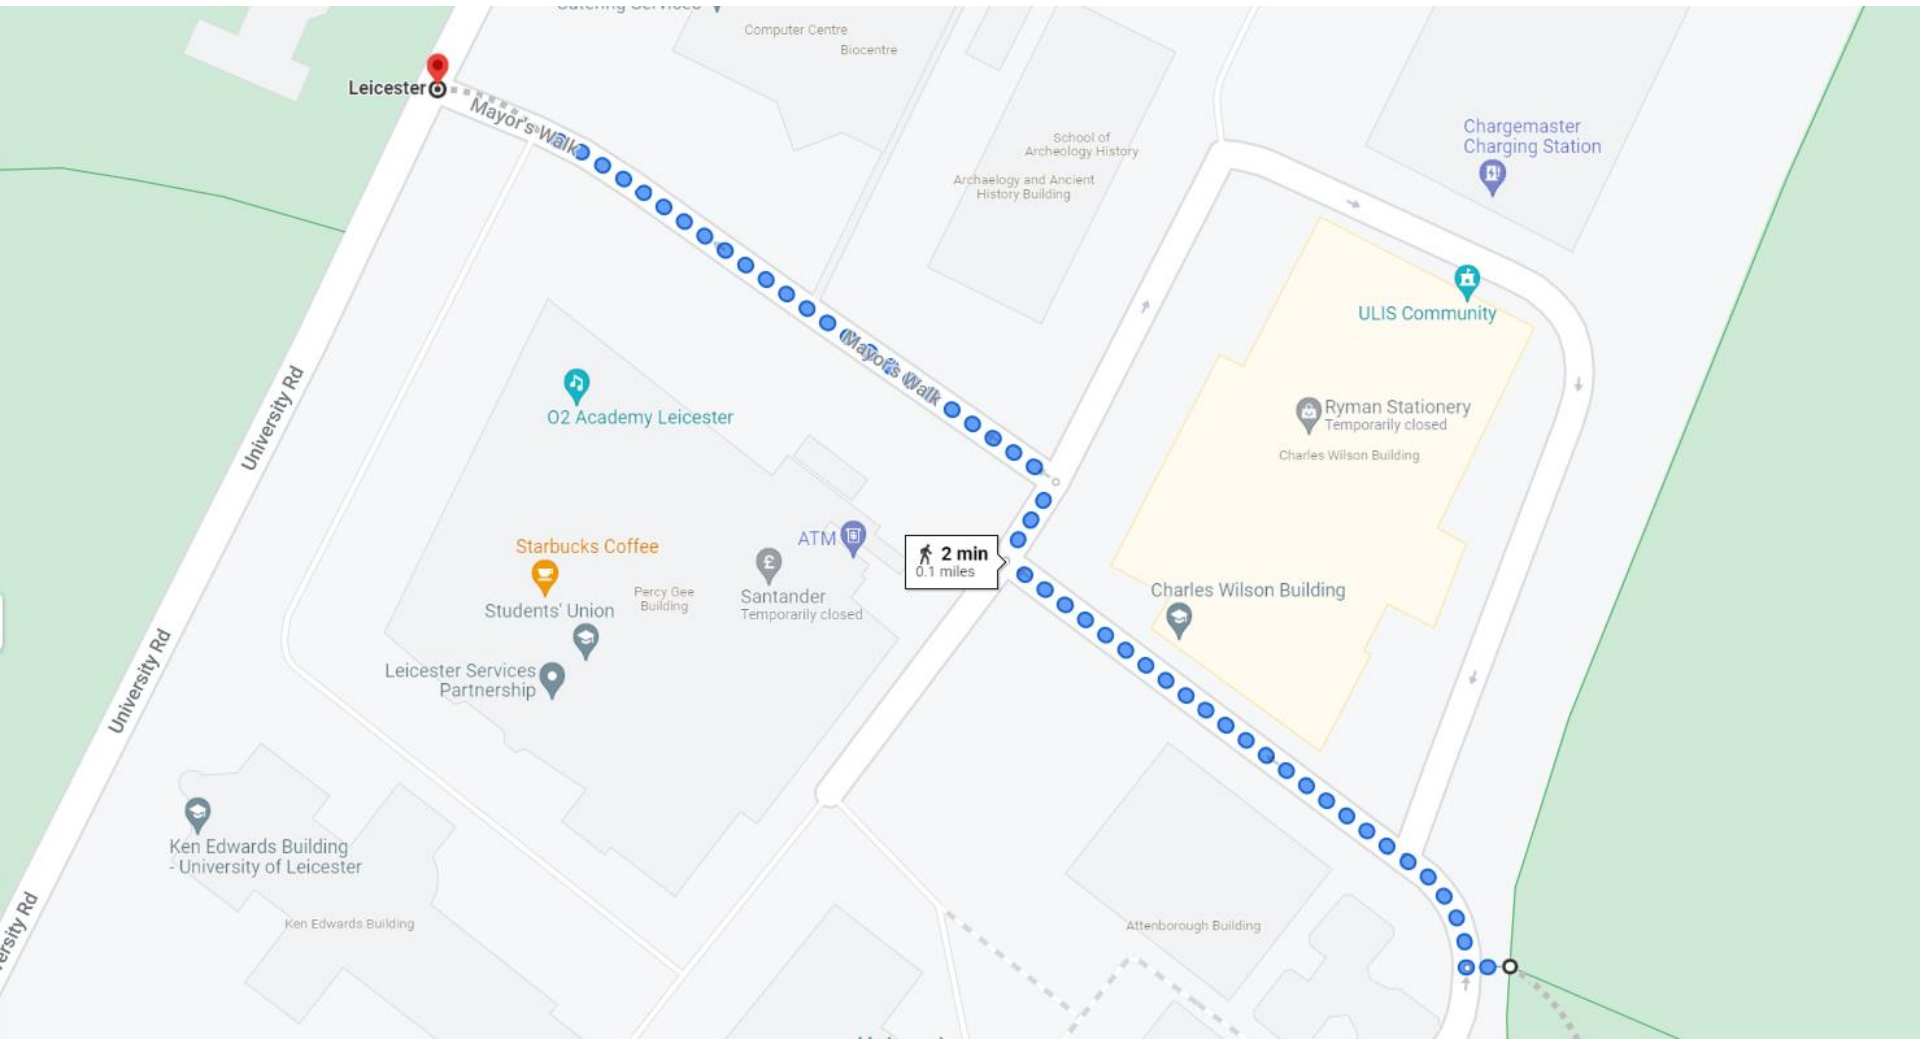 Catering Services
Computer Centre
Biocentre
Leicester
Mayor's Walk
School of
Archeology History
Archaelogy and Ancient
History Building
Chargemaster
Charging Station
ULIS Community
Mayor's Walk
University Rd
O2 Academy Leicester
Ryman Stationery
Temporarily closed
Charles Wilson Building
Starbucks Coffee
ATM
2 min
0.1 miles
£
Santander
Temporarily closed
Percy Gee
Building
Students' Union
Charles Wilson Building
University Rd
Leicester Services
Partnership
Ken Edwards Building
- University of Leicester
Ken Edwards Building
Attenborough Building
ersity Rd